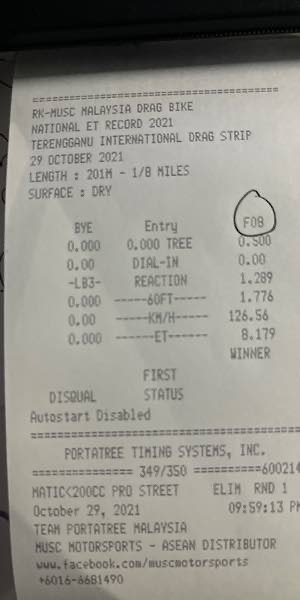 ================================
RK-MUSC MALAYSIA DRAG BIKE
NATIONAL ET RECORD 2021
TERENGGANU INTERNATIONAL DRAG STRIP
29 OCTOBER 2021
LENGTH : 201M - 1/8 MILES
SURFACE : DRY
BYE Entry F08
0.000 0.000 TREE 0.500
0.00 DIAL-IN 0.00
-LB3- REACTION 1.289
0.000 -----60FT------ 1.776
0.00 -----KM/H----- 126.56
0.000 ------ET----- 8.179
WINNER
FIRST
DISQUAL STATUS
Autostart Disabled
================================
PORTATREE TIMING SYSTEMS, INC.
============= 349/350 ==========60021
MATIC<200CC PRO STREET ELIM RND 1
October 29, 2021 09:59:13 PM
TEAM PORTATREE MALAYSIA
MUSC MOTORSPORTS - ASEAN DISTRIBUTOR
www.facebook.com/muscmotorsports
+6016-6681490